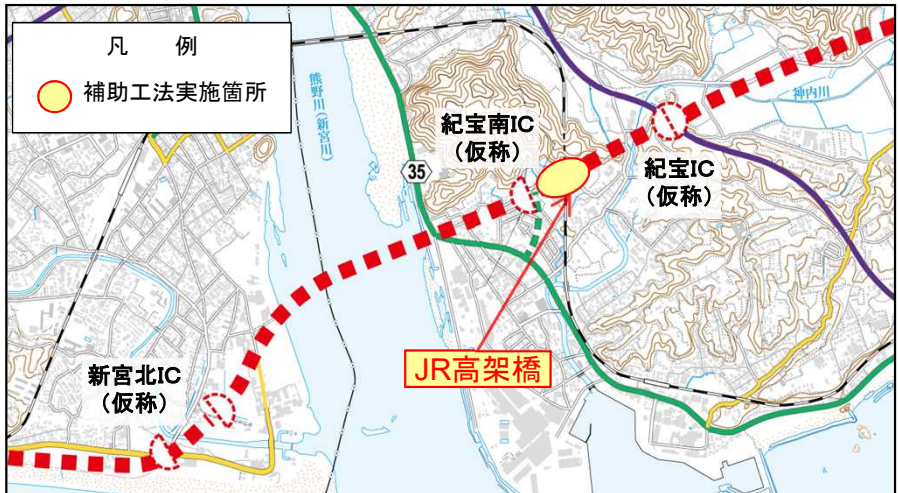 凡 例
補助工法実施箇所
熊野川(新宮川)
紀宝南IC
(仮称)
35
神内川
紀宝IC
(仮称)
JR高架橋
新宮北IC
(仮称)